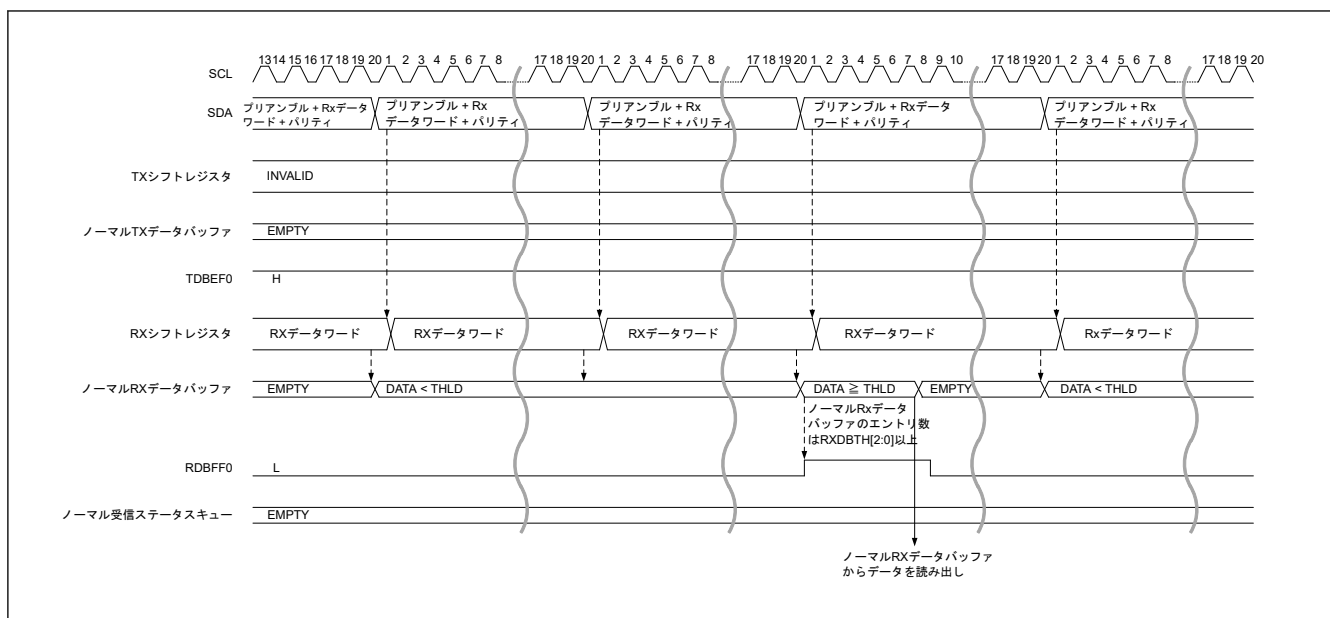 1314 15 16 17 18 19 20 1 2 3 4 5 6 7 8 17 18 19 20 1 2 3 4 5 6 7 8 17 18 19 20 1 2 3 4 5 6 7 8 9 10 17 18 19 20 1 2 3 4 5 6 7 8 17 18 19 20
SCL
SDA
プリアンブル + Rxデータ
ワード + パリティ
プリアンブル + Rx
データワード + パリティ
プリアンブル + Rx
データワード + パリティ
プリアンブル + Rxデータ
ワード + パリティ
プリアンブル + Rx
データワード + パリティ
TXシフトレジスタ INVALID
ノーマルTXデータバッファ EMPTY
TDBEF0 H
RXシフトレジスタ RXデータワード RXデータワード RXデータワード RXデータワード Rxデータワード
ノーマルRXデータバッファ EMPTY DATA < THLD DATA ≧ THLD EMPTY DATA < THLD
ノーマルRxデータ
バッファのエントリ数
はRXDBTH[2:0]以上
RDBFF0 L
ノーマル受信ステータスキュー EMPTY
ノーマルRXデータバッファ
からデータを読み出し